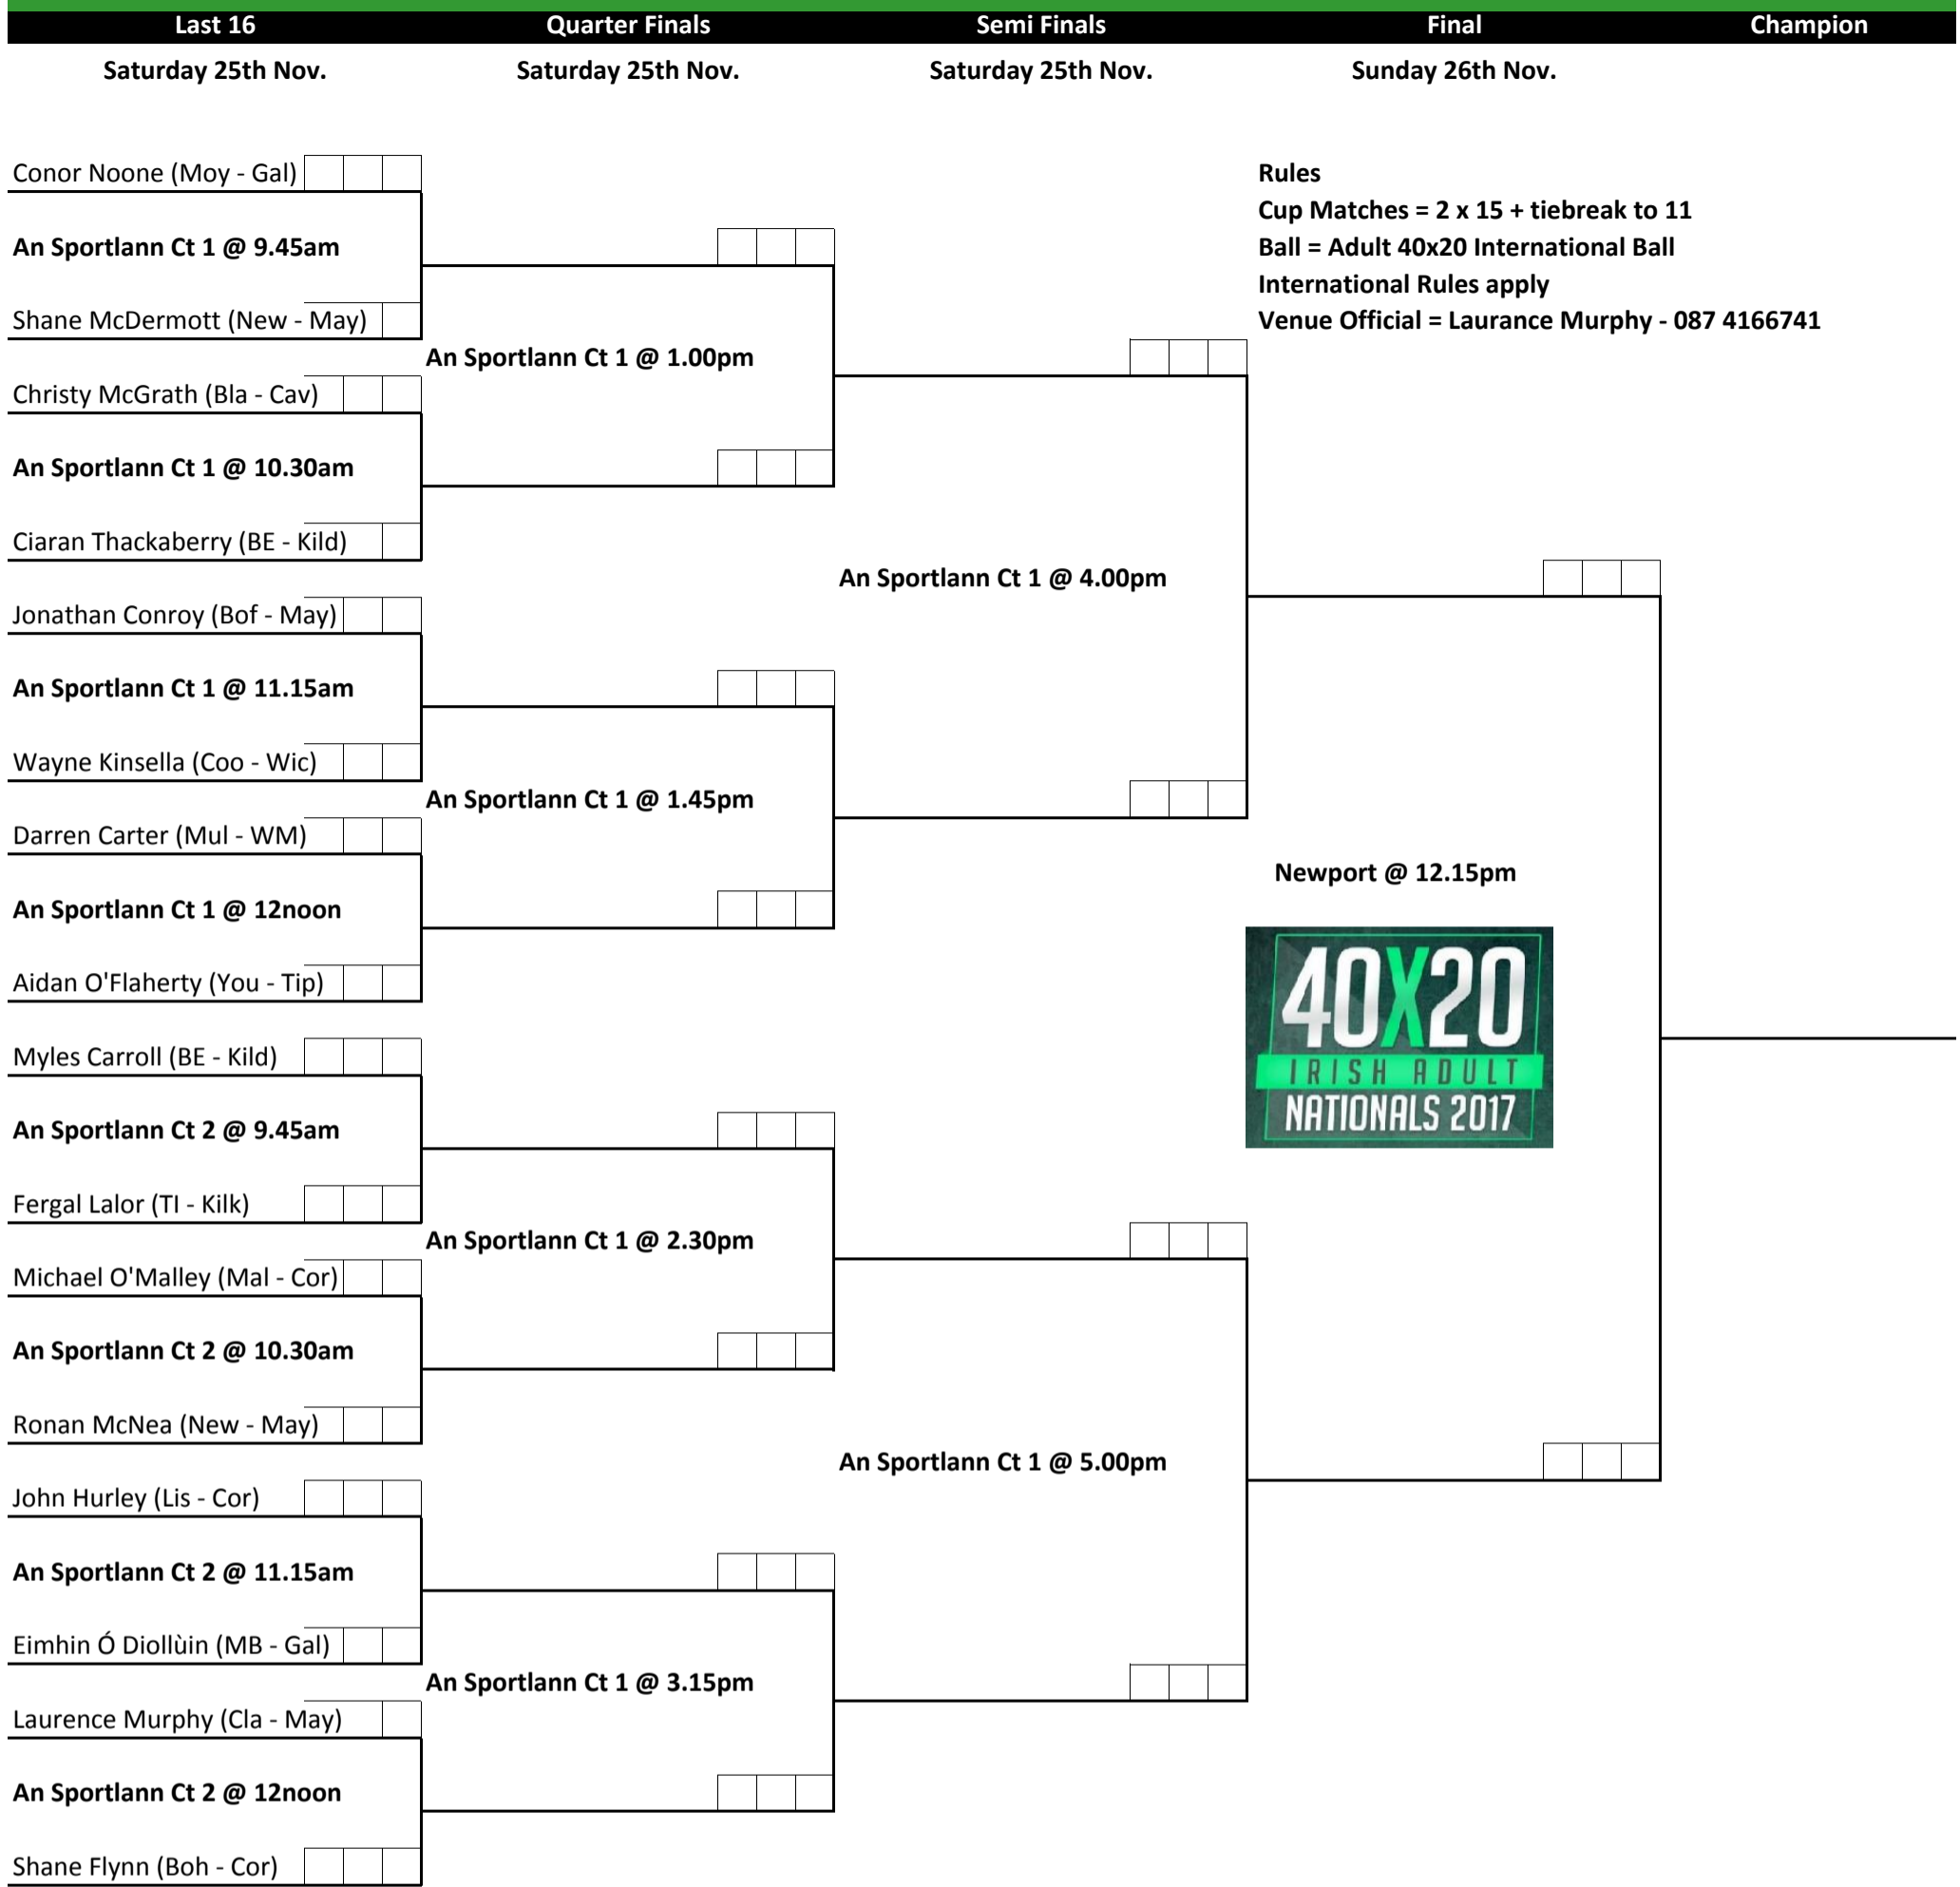 Last 16 Quarter Finals Semi Finals Final Champion
Saturday 25th Nov. Saturday 25th Nov. Saturday 25th Nov. Sunday 26th Nov.
Conor Noone (Moy - Gal)
Rules
Cup Matches = 2 x 15 + tiebreak to 11
An Sportlann Ct 1 @ 9.45am
Ball = Adult 40x20 International Ball
International Rules apply
Shane McDermott (New - May)
Venue Official = Laurance Murphy - 087 4166741
An Sportlann Ct 1 @ 1.00pm
Christy McGrath (Bla - Cav)
An Sportlann Ct 1 @ 10.30am
Ciaran Thackaberry (BE - Kild)
An Sportlann Ct 1 @ 4.00pm
Jonathan Conroy (Bof - May)
An Sportlann Ct 1 @ 11.15am
Wayne Kinsella (Coo - Wic)
An Sportlann Ct 1 @ 1.45pm
Darren Carter (Mul - WM)
Newport @ 12.15pm
An Sportlann Ct 1 @ 12noon
Aidan O'Flaherty (You - Tip)
40X20
IRISH ADULT
NATIONALS 2017
Myles Carroll (BE - Kild)
An Sportlann Ct 2 @ 9.45am
Fergal Lalor (TI - Kilk)
An Sportlann Ct 1 @ 2.30pm
Michael O'Malley (Mal - Cor)
An Sportlann Ct 2 @ 10.30am
Ronan McNea (New - May)
An Sportlann Ct 1 @ 5.00pm
John Hurley (Lis - Cor)
An Sportlann Ct 2 @ 11.15am
Eimhin Ó Diollùin (MB - Gal)
An Sportlann Ct 1 @ 3.15pm
Laurence Murphy (Cla - May)
An Sportlann Ct 2 @ 12noon
Shane Flynn (Boh - Cor)